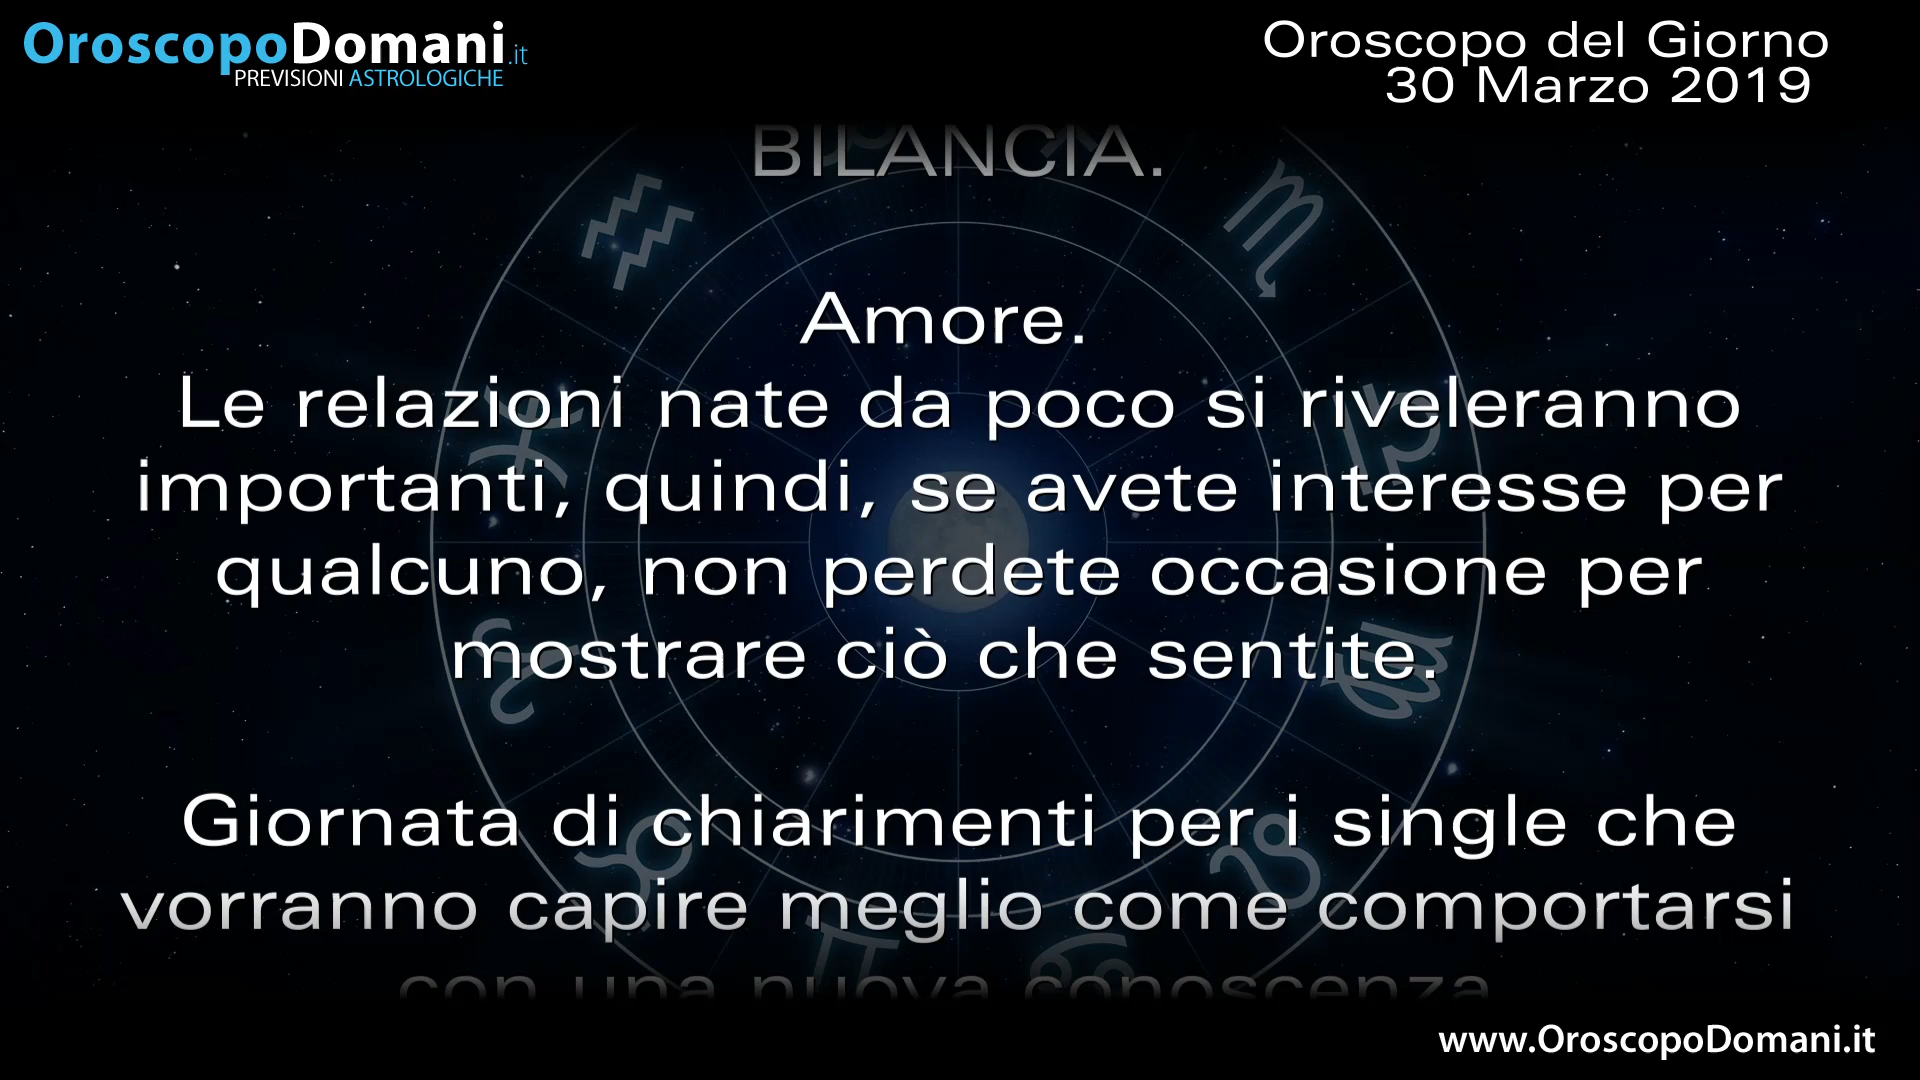 OroscopoDomani.it
PREVISIONI ASTROLOGICHE
Oroscopo del Giorno
30 Marzo 2019
BILANCIA.
Amore.
Le relazioni nate da poco si riveleranno
importanti, quindi, se avete interesse per
qualcuno, non perdete occasione per
mostrare ciò che sentite.
Giornata di chiarimenti per i single che
vorranno capire meglio come comportarsi
con una nuova conoscenza
www.OroscopoDomani.it